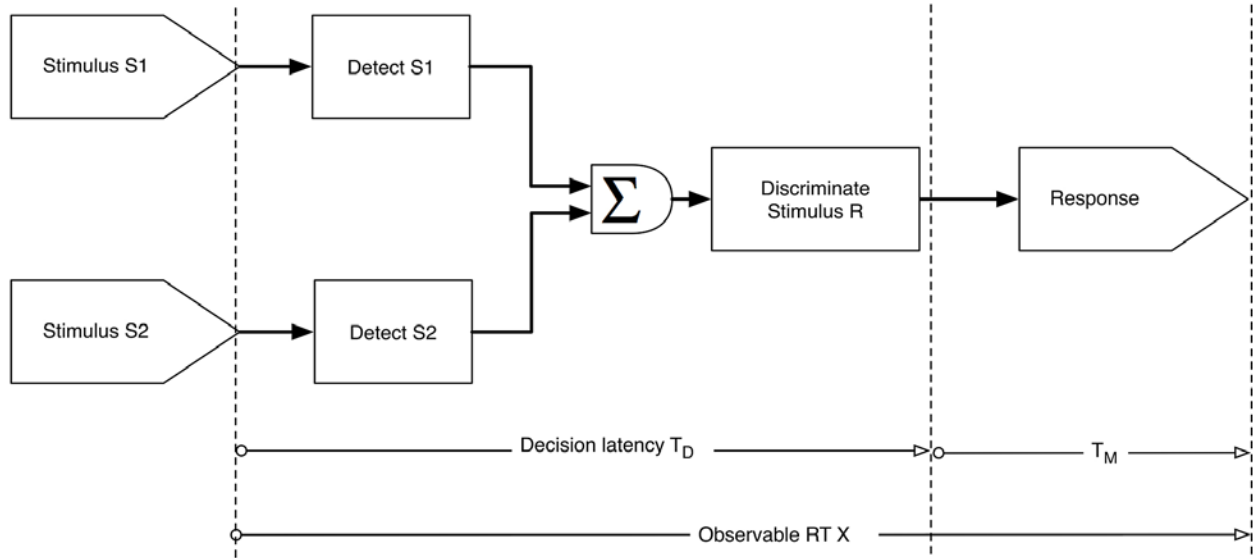 Stimulus S1
Detect S1
Σ
Discriminate
Stimulus R
Response
Stimulus S2
Detect S2
Decision latency T_D
T_M
Observable RT X